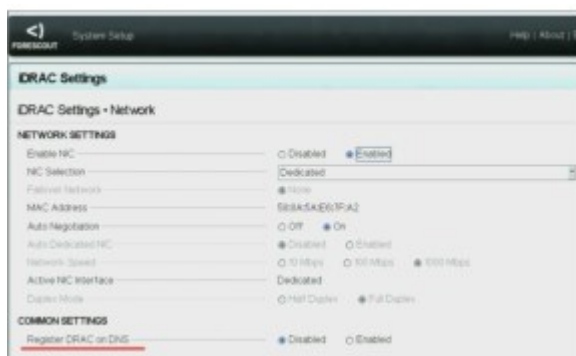 FORESCOUT System Setup Help | About |
iDRAC Settings
iDRAC Settings • Network
NETWORK SETTINGS
Enable NIC Disabled Enabled
NIC Selection Dedicated
Failover Network None
MAC Address
Auto Negotiation Off On
Auto Dedicated NIC Disabled Enabled
Network Speed 10 Mbps 100 Mbps 1000 Mbps
Active NIC Interface Dedicated
Duplex Mode Half Duplex Full Duplex
COMMON SETTINGS
Register DRAC on DNS Disabled Enabled